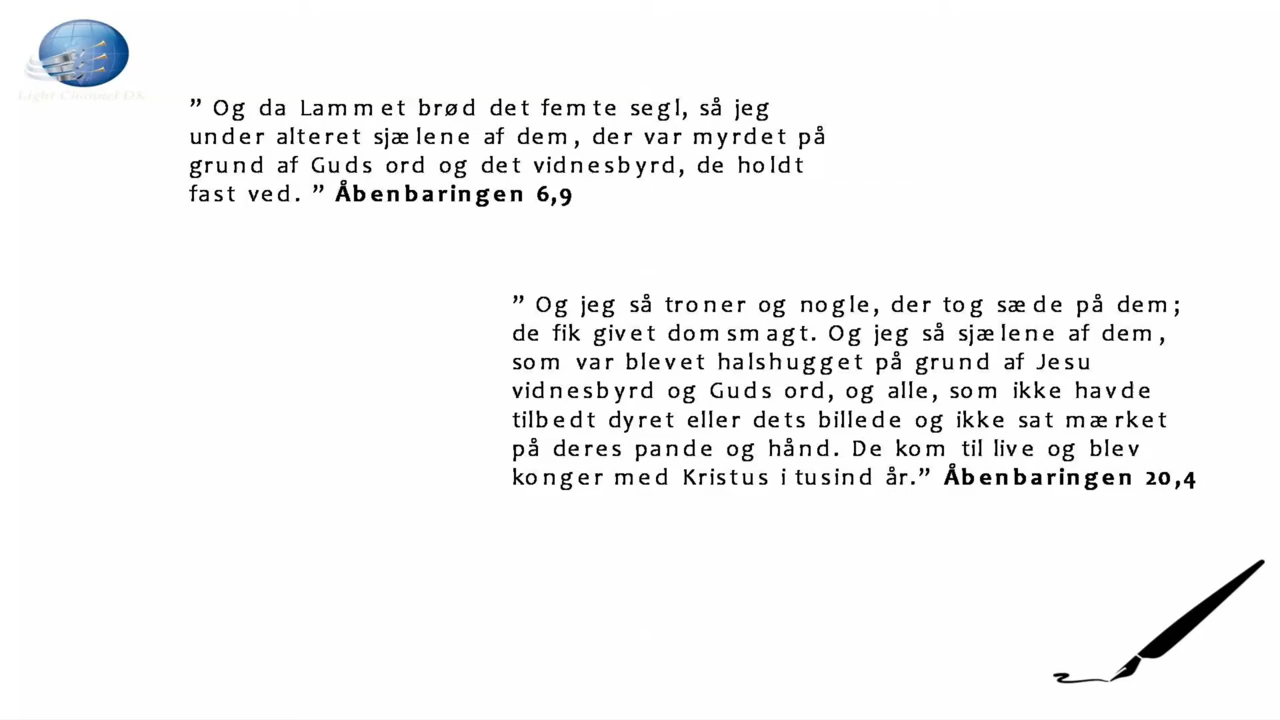 Light Channel DK
” Og da Lammet brød det femte segl, så jeg
under alteret sjælene af dem, der var myrdet på
grund af Guds ord og det vidnesbyrd, de holdt
fast ved. ” Åbenbaringen 6,9
” Og jeg så troner og nogle, der tog sæde på dem;
de fik givet domsmagt. Og jeg så sjælene af dem,
som var blevet halshugget på grund af Jesu
vidnesbyrd og Guds ord, og alle, som ikke havde
tilbedt dyret eller dets billede og ikke sat mærket
på deres pande og hånd. De kom til live og blev
konger med Kristus i tusind år.” Åbenbaringen 20,4